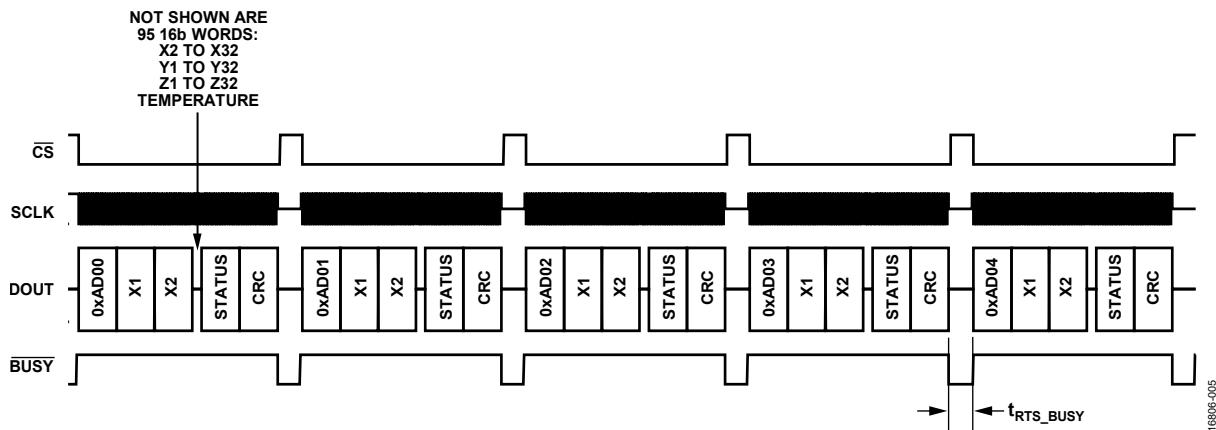 NOT SHOWN ARE
95 16b WORDS:
X2 TO X32
Y1 TO Y32
Z1 TO Z32
TEMPERATURE
CS
SCLK
DOUT
0xAD00 X1 X2 STATUS CRC 0xAD01 X1 X2 STATUS CRC 0xAD02 X1 X2 STATUS CRC 0xAD03 X1 X2 STATUS CRC 0xAD04 X1 X2 STATUS CRC
BUSY
tRTS_BUSY
16806-005